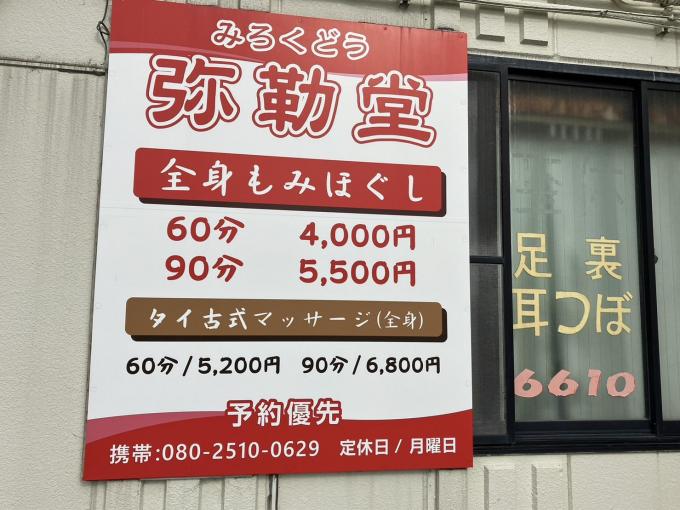 みろくどう
弥勒堂
全身もみほぐし
60分 4,000円
90分 5,500円
タイ古式マッサージ(全身)
60分/5,200円 90分/6,800円
予約優先
携帯:080-2510-0629 定休日/月曜日
足裏
耳つぼ
6610